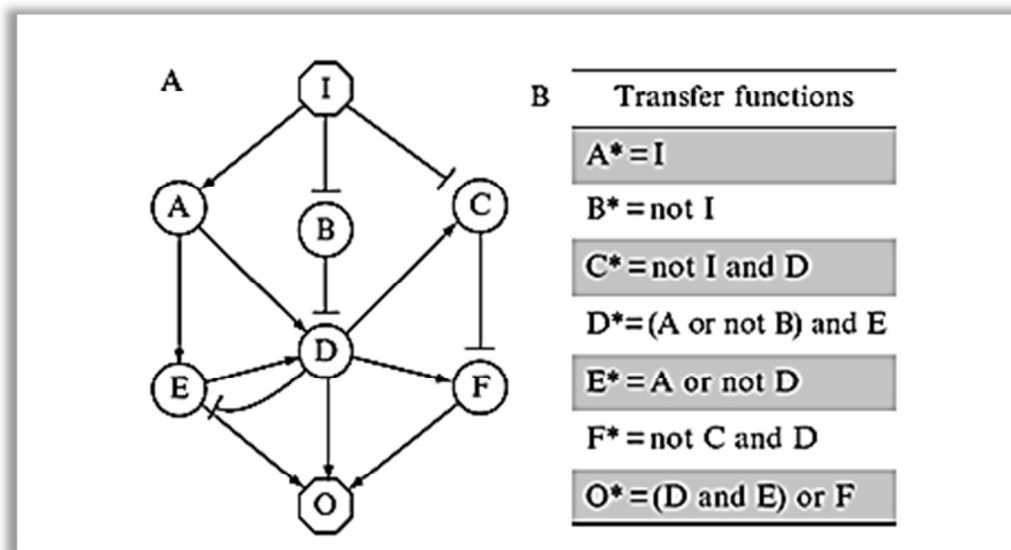 A
I
A
B
C
D
E
F
O
B Transfer functions
A* = I
B* = not I
C* = not I and D
D*= (A or not B) and E
E* = A or not D
F* = not C and D
O* = (D and E) or F